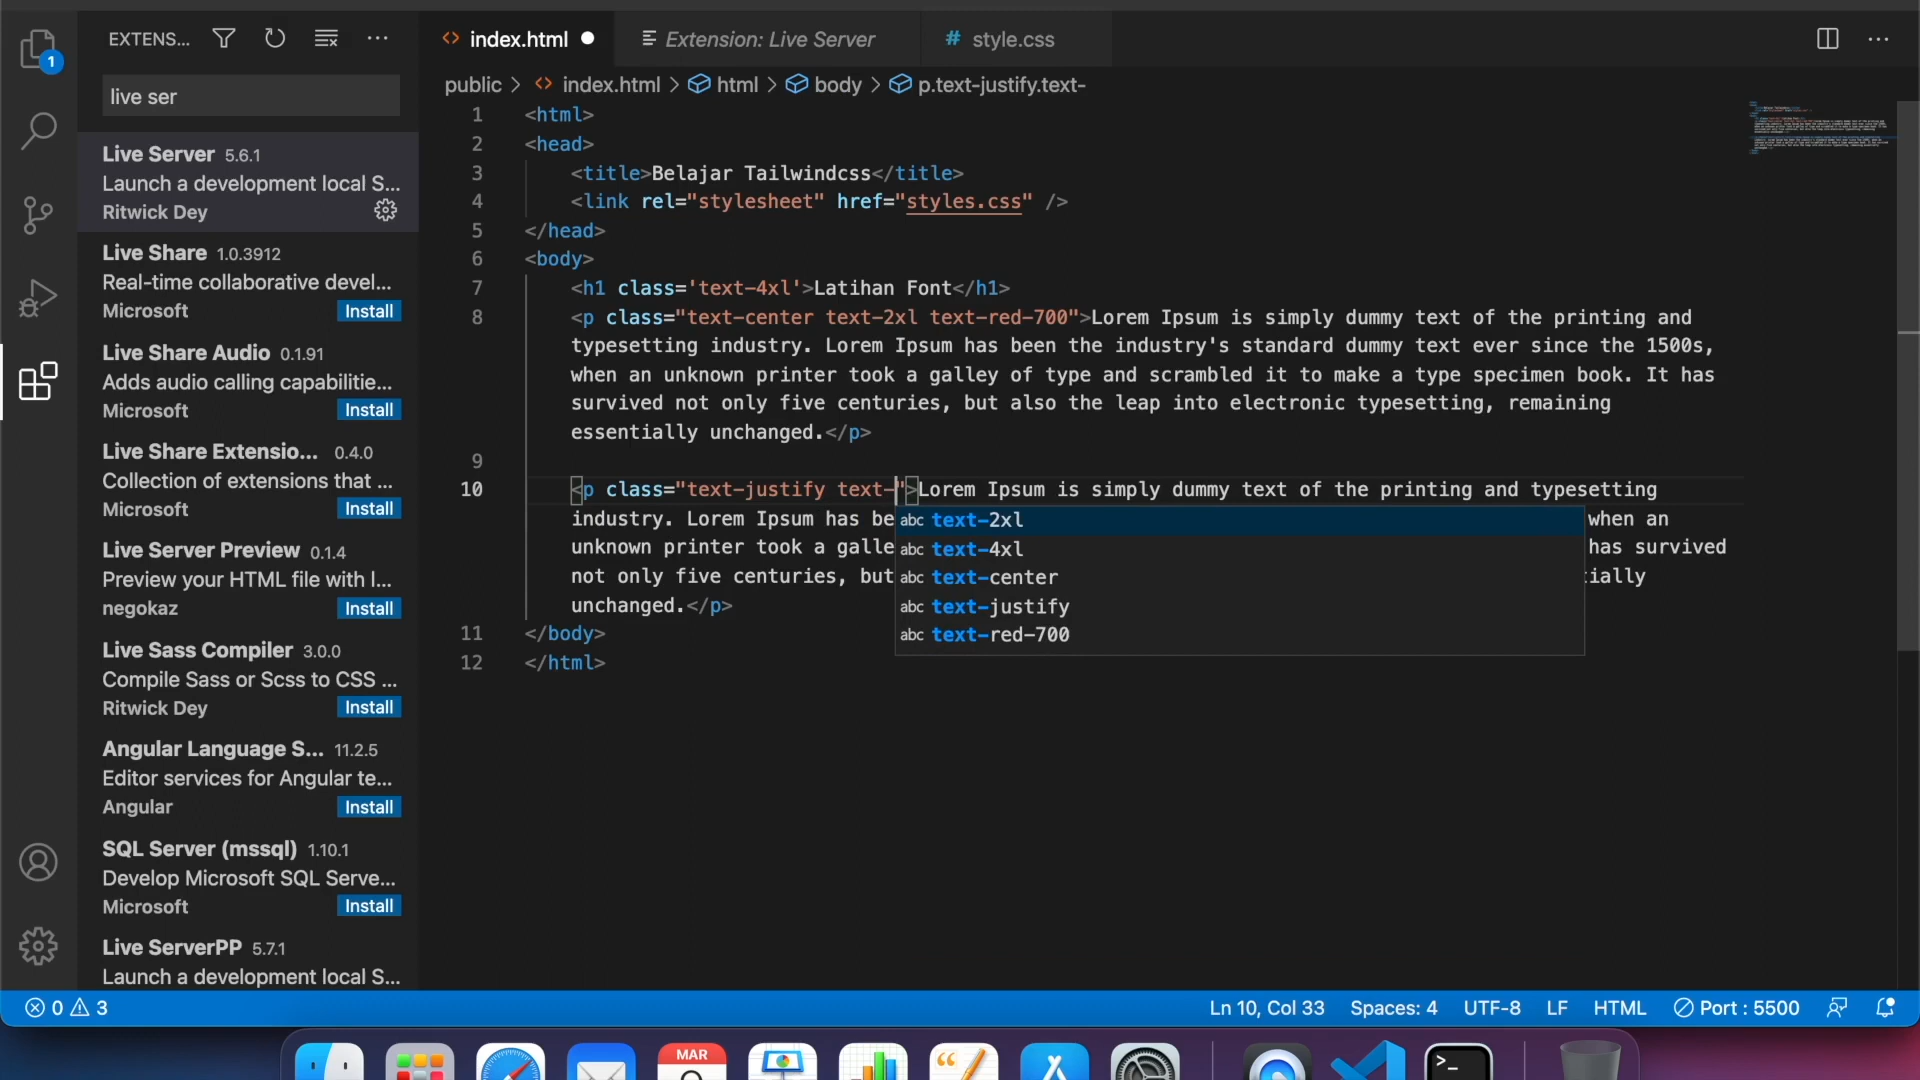 EXTENS...
live ser
Live Server 5.6.1
Launch a development local S...
Ritwick Dey
Live Share 1.0.3912
Real-time collaborative devel...
Microsoft Install
Live Share Audio 0.1.91
Adds audio calling capabilitie...
Microsoft Install
Live Share Extensio... 0.4.0
Collection of extensions that ...
Microsoft Install
Live Server Preview 0.1.4
Preview your HTML file with l...
negokaz Install
Live Sass Compiler 3.0.0
Compile Sass or Scss to CSS ...
Ritwick Dey Install
Angular Language S... 11.2.5
Editor services for Angular te...
Angular Install
SQL Server (mssql) 1.10.1
Develop Microsoft SQL Serve...
Microsoft Install
Live ServerPP 5.7.1
Launch a development local S...
1
index.html
Extension: Live Server
# style.css
public > index.html > html > body > p.text-justify.text-
1 <html>
2 <head>
3 <title>Belajar Tailwindcss</title>
4 <link rel="stylesheet" href="styles.css" />
5 </head>
6 <body>
7 <h1 class='text-4xl'>Latihan Font</h1>
8 <p class="text-center text-2xl text-red-700">Lorem Ipsum is simply dummy text of the printing and
typesetting industry. Lorem Ipsum has been the industry's standard dummy text ever since the 1500s,
when an unknown printer took a galley of type and scrambled it to make a type specimen book. It has
survived not only five centuries, but also the leap into electronic typesetting, remaining
essentially unchanged.</p>
9
10 <p class="text-justify text-">Lorem Ipsum is simply dummy text of the printing and typesetting
industry. Lorem Ipsum has be when an
unknown printer took a galle has survived
not only five centuries, but ially
unchanged.</p>
abc text-2xl
abc text-4xl
abc text-center
abc text-justify
abc text-red-700
11 </body>
12 </html>
0 3
Ln 10, Col 33 Spaces: 4 UTF-8 LF HTML Port : 5500
MAR
>_